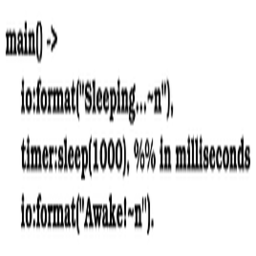 main() ->
io:format("Sleeping...~n"),
timer:sleep(1000), %% in milliseconds
io:format("Awake!~n").